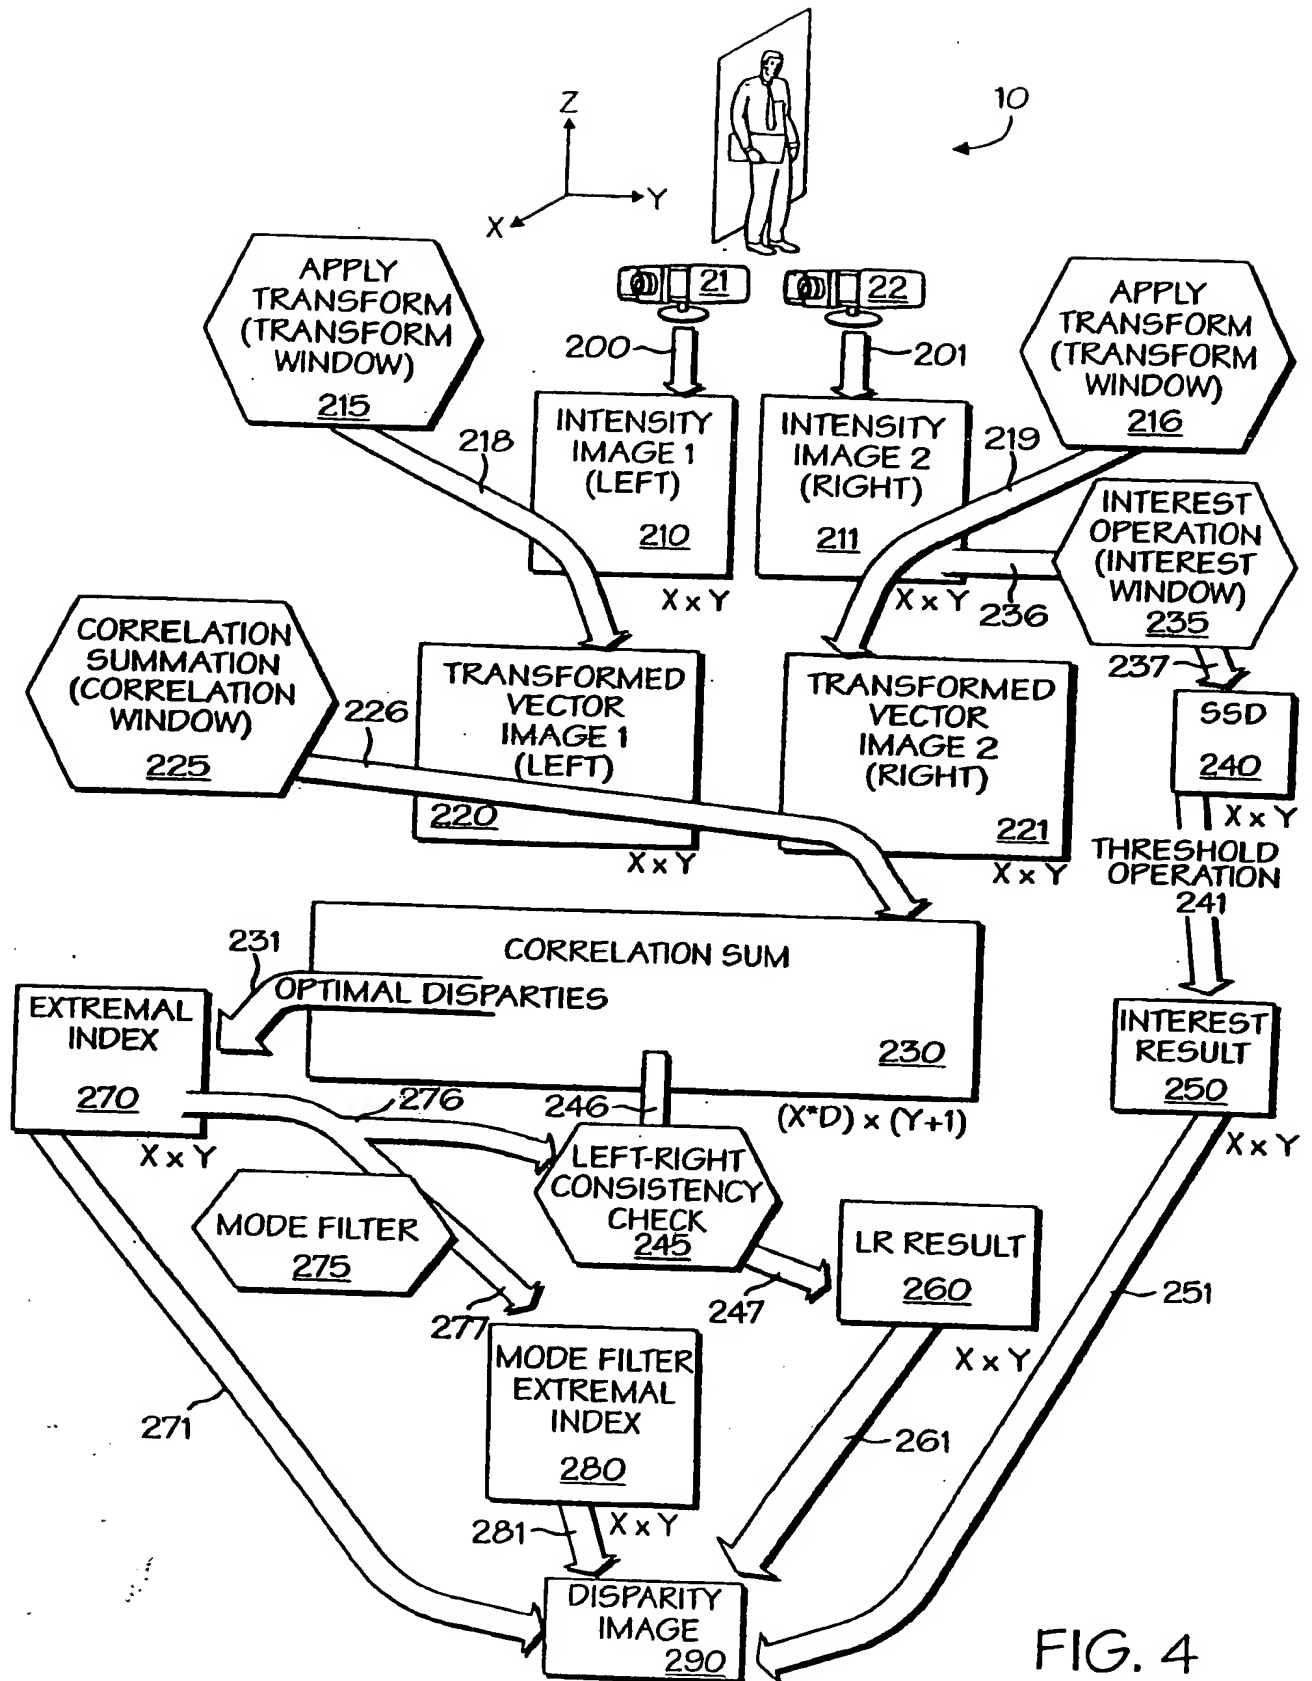 10
Z
Y
X
21
22
APPLY
TRANSFORM
(TRANSFORM
WINDOW)
215
200
201
APPLY
TRANSFORM
(TRANSFORM
WINDOW)
216
218
INTENSITY
IMAGE 1
(LEFT)
210
X x Y
INTENSITY
IMAGE 2
(RIGHT)
211
X x Y
219
236
INTEREST
OPERATION
(INTEREST
WINDOW)
235
237
CORRELATION
SUMMATION
(CORRELATION
WINDOW)
225
226
TRANSFORMED
VECTOR
IMAGE 1
(LEFT)
220
X x Y
TRANSFORMED
VECTOR
IMAGE 2
(RIGHT)
221
X x Y
SSD
240
X x Y
THRESHOLD
OPERATION
241
231
CORRELATION SUM
OPTIMAL DISPARTIES
230
(X*D) x (Y+1)
EXTREMAL
INDEX
270
X x Y
INTEREST
RESULT
250
X x Y
276
246
LEFT-RIGHT
CONSISTENCY
CHECK
245
MODE FILTER
275
277
247
LR RESULT
260
X x Y
251
271
MODE FILTER
EXTREMAL
INDEX
280
X x Y
261
281
DISPARITY
IMAGE
290
FIG. 4